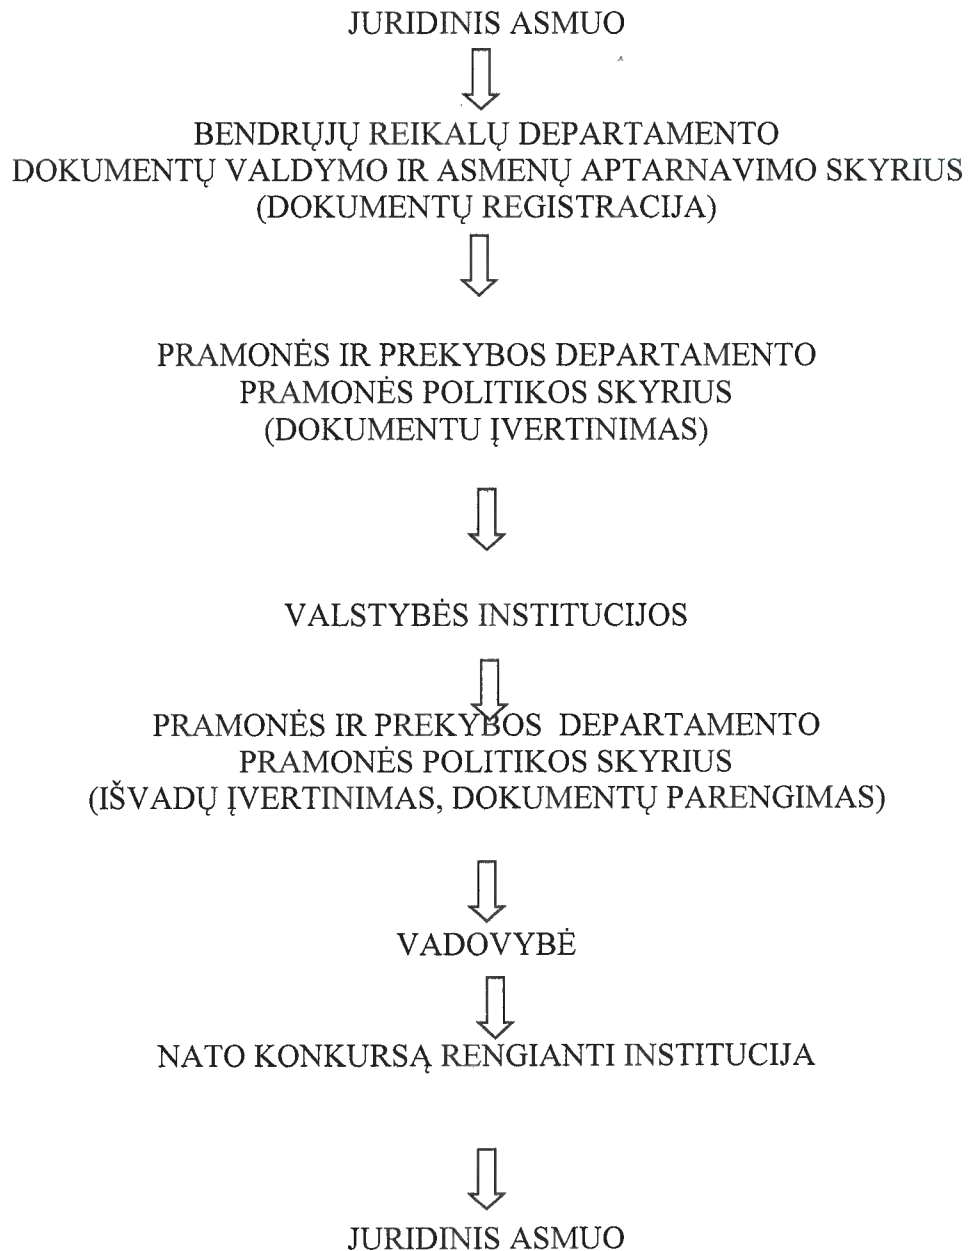 JURIDINIS ASMUO
BENDRŲJŲ REIKALŲ DEPARTAMENTO
DOKUMENTŲ VALDYMO IR ASMENŲ APTARNAVIMO SKYRIUS
(DOKUMENTŲ REGISTRACIJA)
PRAMONĖS IR PREKYBOS DEPARTAMENTO
PRAMONĖS POLITIKOS SKYRIUS
(DOKUMENTU ĮVERTINIMAS)
VALSTYBĖS INSTITUCIJOS
PRAMONĖS IR PREKYBOS DEPARTAMENTO
PRAMONĖS POLITIKOS SKYRIUS
(IŠVADŲ ĮVERTINIMAS, DOKUMENTŲ PARENGIMAS)
VADOVYBĖ
NATO KONKURSĄ RENGIANTI INSTITUCIJA
JURIDINIS ASMUO